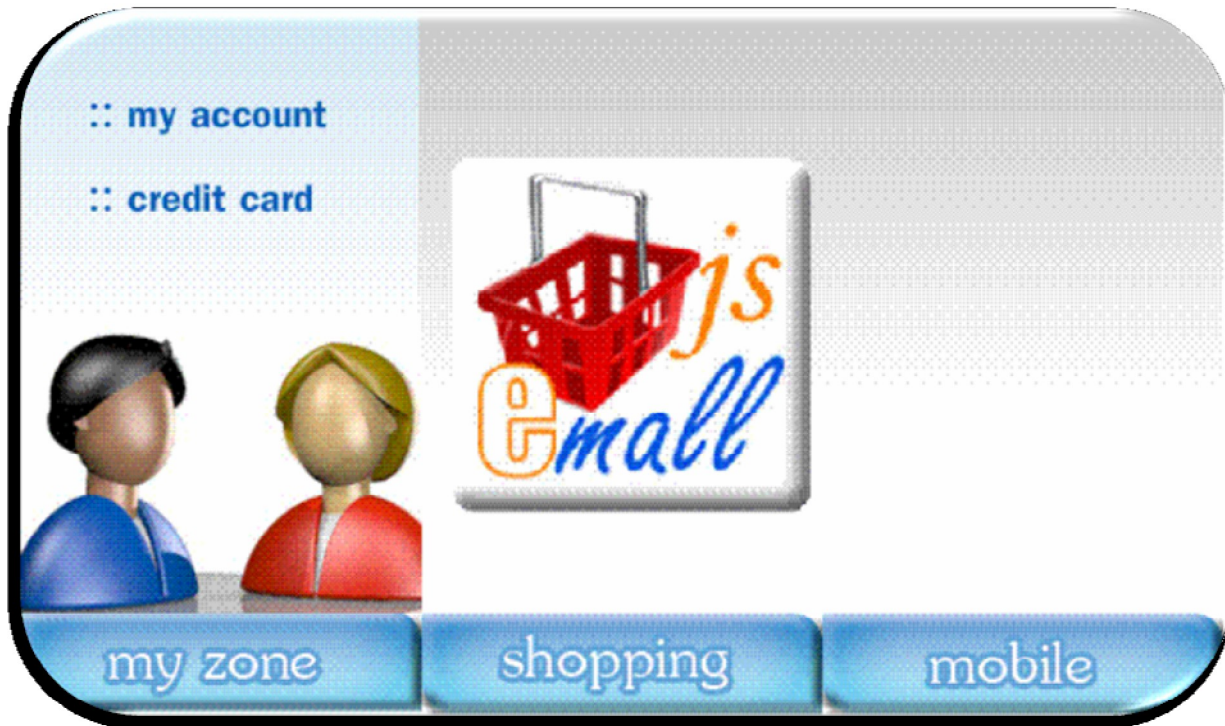 :: my account
:: credit card
js
emall
my zone
shopping
mobile